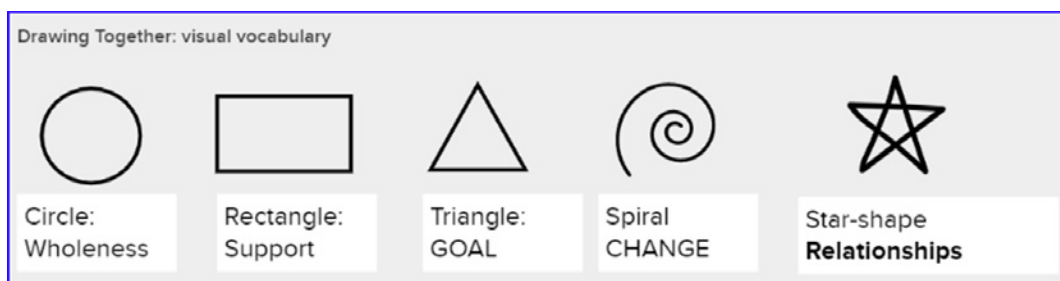 Drawing Together: visual vocabulary
Circle:
Wholeness
Rectangle:
Support
Triangle:
GOAL
Spiral
CHANGE
Star-shape
Relationships